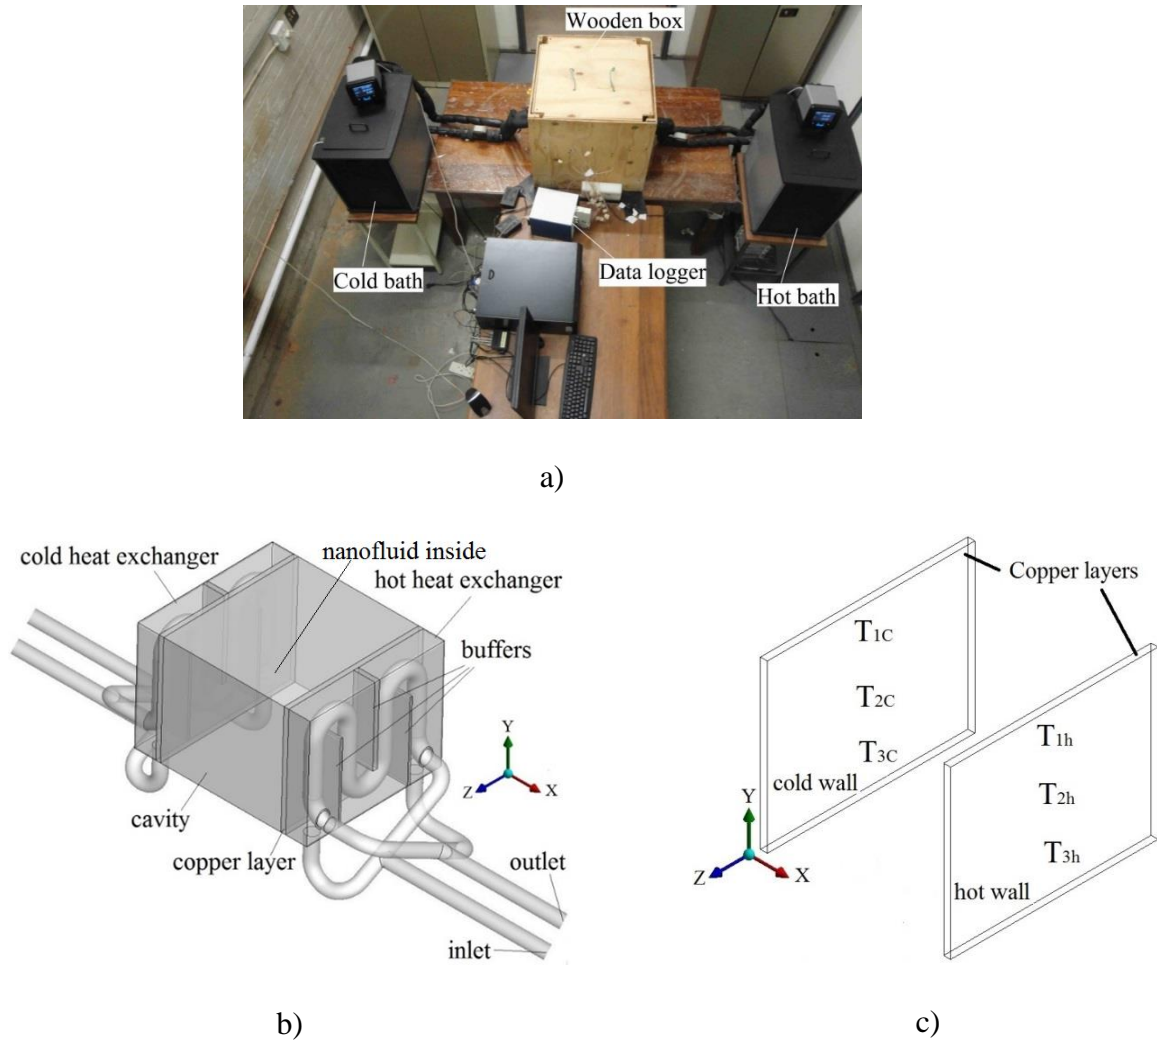 Wooden box
Cold bath
Data logger
Hot bath
a)
cold heat exchanger
nanofluid inside
hot heat exchanger
buffers
Y
Z
X
cavity
copper layer
outlet
inlet
b)
Copper layers
T1C
T2C
T3C
cold wall
T1h
T2h
T3h
hot wall
Y
Z
X
c)